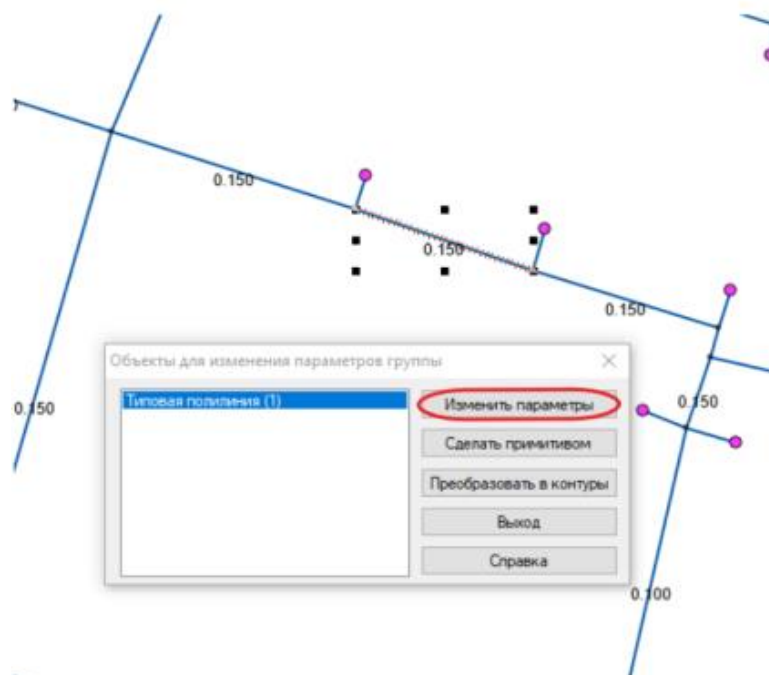 0.150
0.150
0.150
Объекты для изменения параметров группы
Типовая полилиния (1)
Изменить параметры
0.150
0.150
Сделать примитивом
Преобразовать в контуры
Выход
Справка
0.100